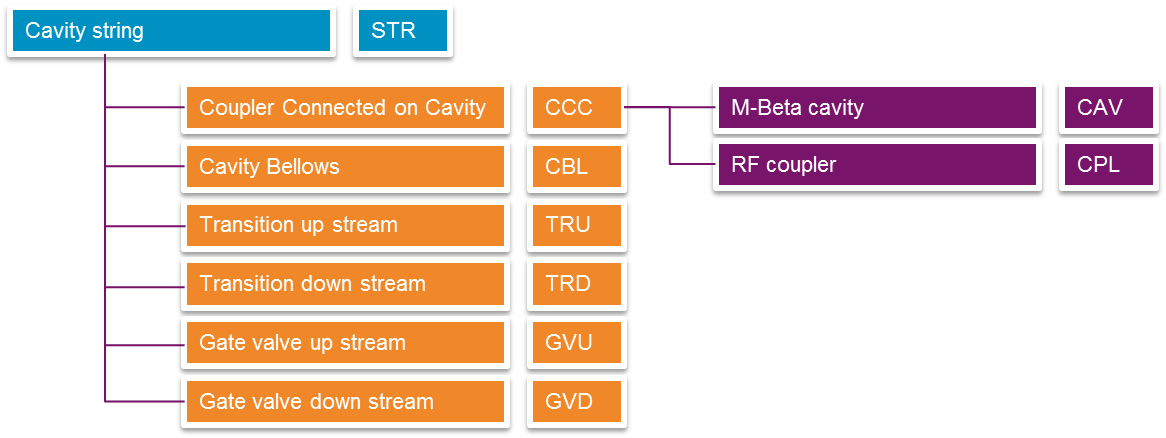 Cavity string STR
Coupler Connected on Cavity CCC M-Beta cavity CAV
Cavity Bellows CBL RF coupler CPL
Transition up stream TRU
Transition down stream TRD
Gate valve up stream GVU
Gate valve down stream GVD